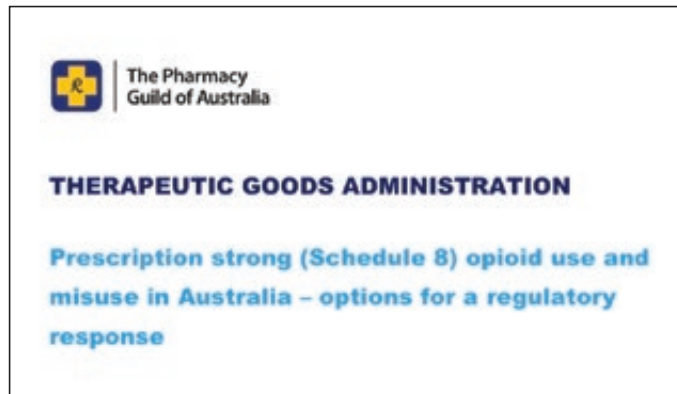 The Pharmacy
Guild of Australia
THERAPEUTIC GOODS ADMINISTRATION
Prescription strong (Schedule 8) opioid use and
misuse in Australia – options for a regulatory
response